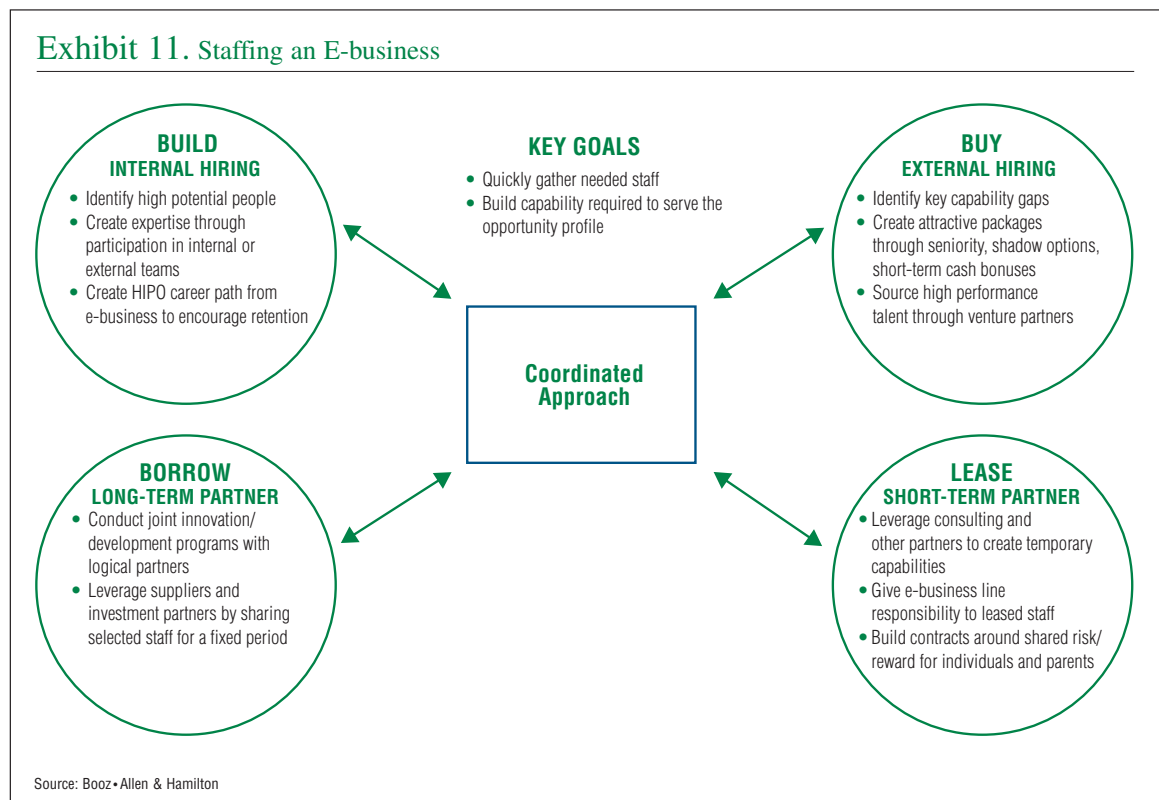 Exhibit 11. Staffing an E-business
BUILD
INTERNAL HIRING
• Identify high potential people
• Create expertise through
participation in internal or
external teams
• Create HIPO career path from
e-business to encourage retention
KEY GOALS
• Quickly gather needed staff
• Build capability required to serve the
opportunity profile
BUY
EXTERNAL HIRING
• Identify key capability gaps
• Create attractive packages
through seniority, shadow options,
short-term cash bonuses
• Source high performance
talent through venture partners
Coordinated
Approach
BORROW
LONG-TERM PARTNER
• Conduct joint innovation/
development programs with
logical partners
• Leverage suppliers and
investment partners by sharing
selected staff for a fixed period
LEASE
SHORT-TERM PARTNER
• Leverage consulting and
other partners to create temporary
capabilities
• Give e-business line
responsibility to leased staff
• Build contracts around shared risk/
reward for individuals and parents
Source: Booz•Allen & Hamilton